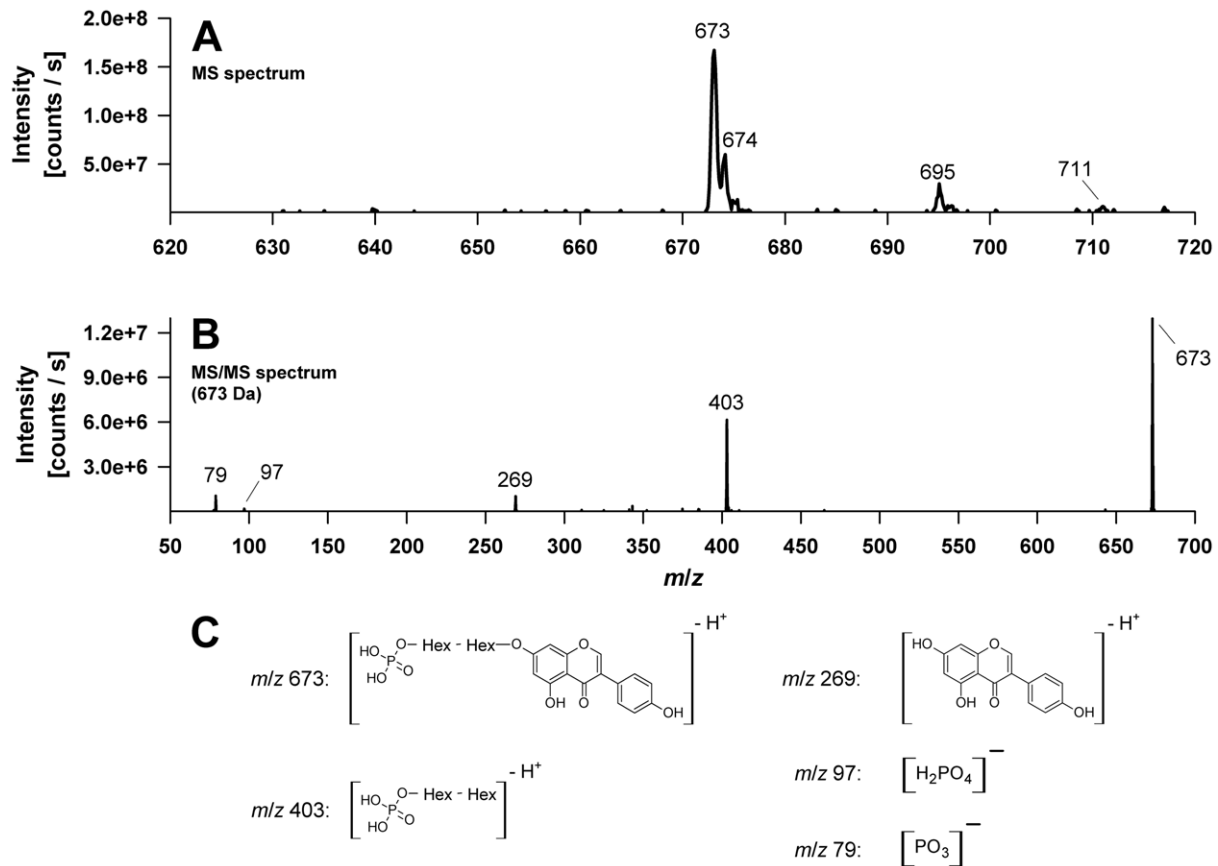 A
MS spectrum
Intensity
[counts / s]
2.0e+8
1.5e+8
1.0e+8
5.0e+7
673
674
695
711
620 630 640 650 660 670 680 690 700 710 720
B
MS/MS spectrum
(673 Da)
Intensity
[counts / s]
1.2e+7
9.0e+6
6.0e+6
3.0e+6
79
97
269
403
673
50 100 150 200 250 300 350 400 450 500 550 600 650 700
m/z
C
m/z 673:
HO
HO
P
O
O
Hex - Hex
O
O
OH
O
OH
- H⁺
m/z 269:
HO
O
OH
O
OH
- H⁺
m/z 403:
HO
HO
P
O
O
Hex - Hex
- H⁺
m/z 97:
[H₂PO₄]⁻
m/z 79:
[PO₃]⁻